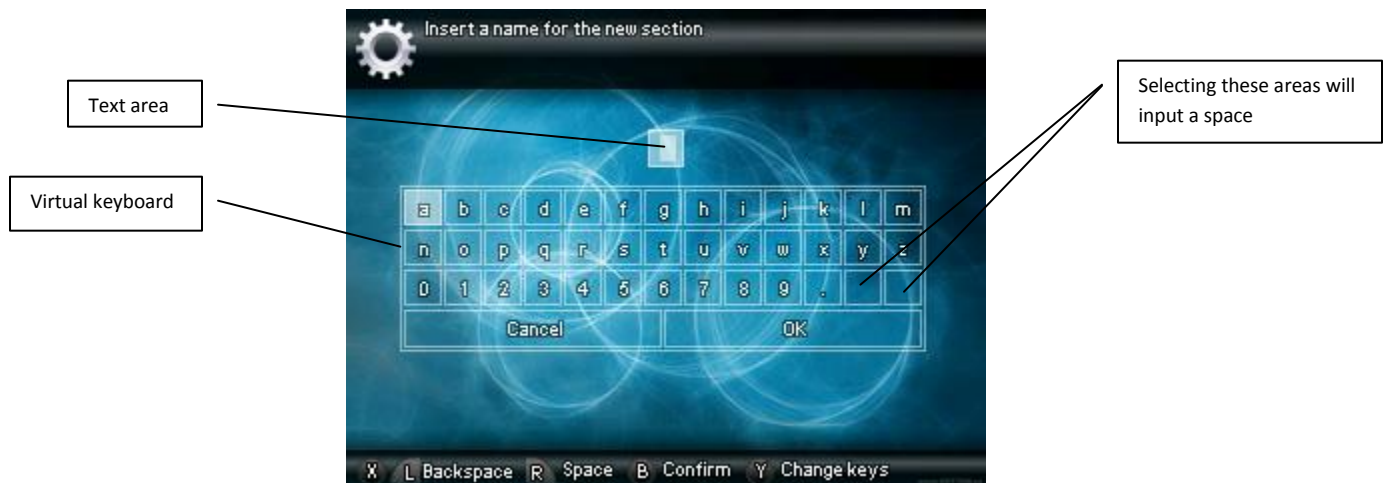 Insert a name for the new section
Text area
Selecting these areas will
input a space
Virtual keyboard
a b c d e f g h i j k l m
n o p q r s t u v w x y z
0 1 2 3 4 5 6 7 8 9 .
Cancel OK
X L Backspace R Space B Confirm Y Change keys